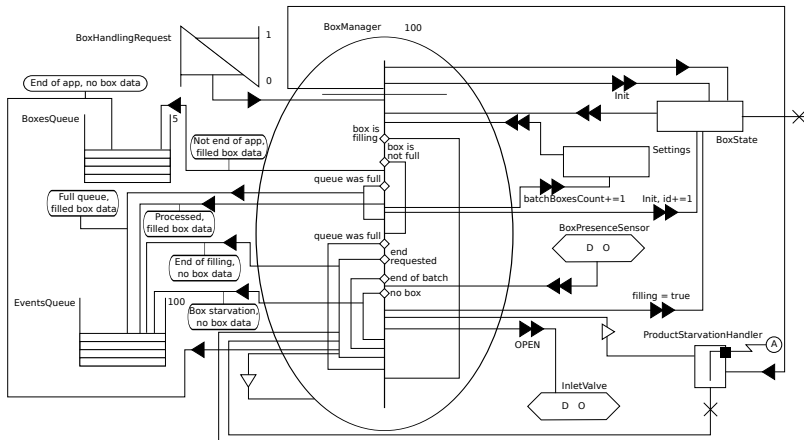 BoxManager 100
BoxHandlingRequest
1
0
End of app, no box data
Init
BoxesQueue
5
BoxState
box is
filling
Not end of app,
filled box data
box is
not full
Settings
queue was full
Full queue,
filled box data
batchBoxesCount+=1
Init, id+=1
Processed,
filled box data
BoxPresenceSensor
queue was full
D O
end
requested
End of filling,
no box data
end of batch
no box
filling = true
EventsQueue
100
Box starvation,
no box data
OPEN
ProductStarvationHandler
A
InletValve
D O